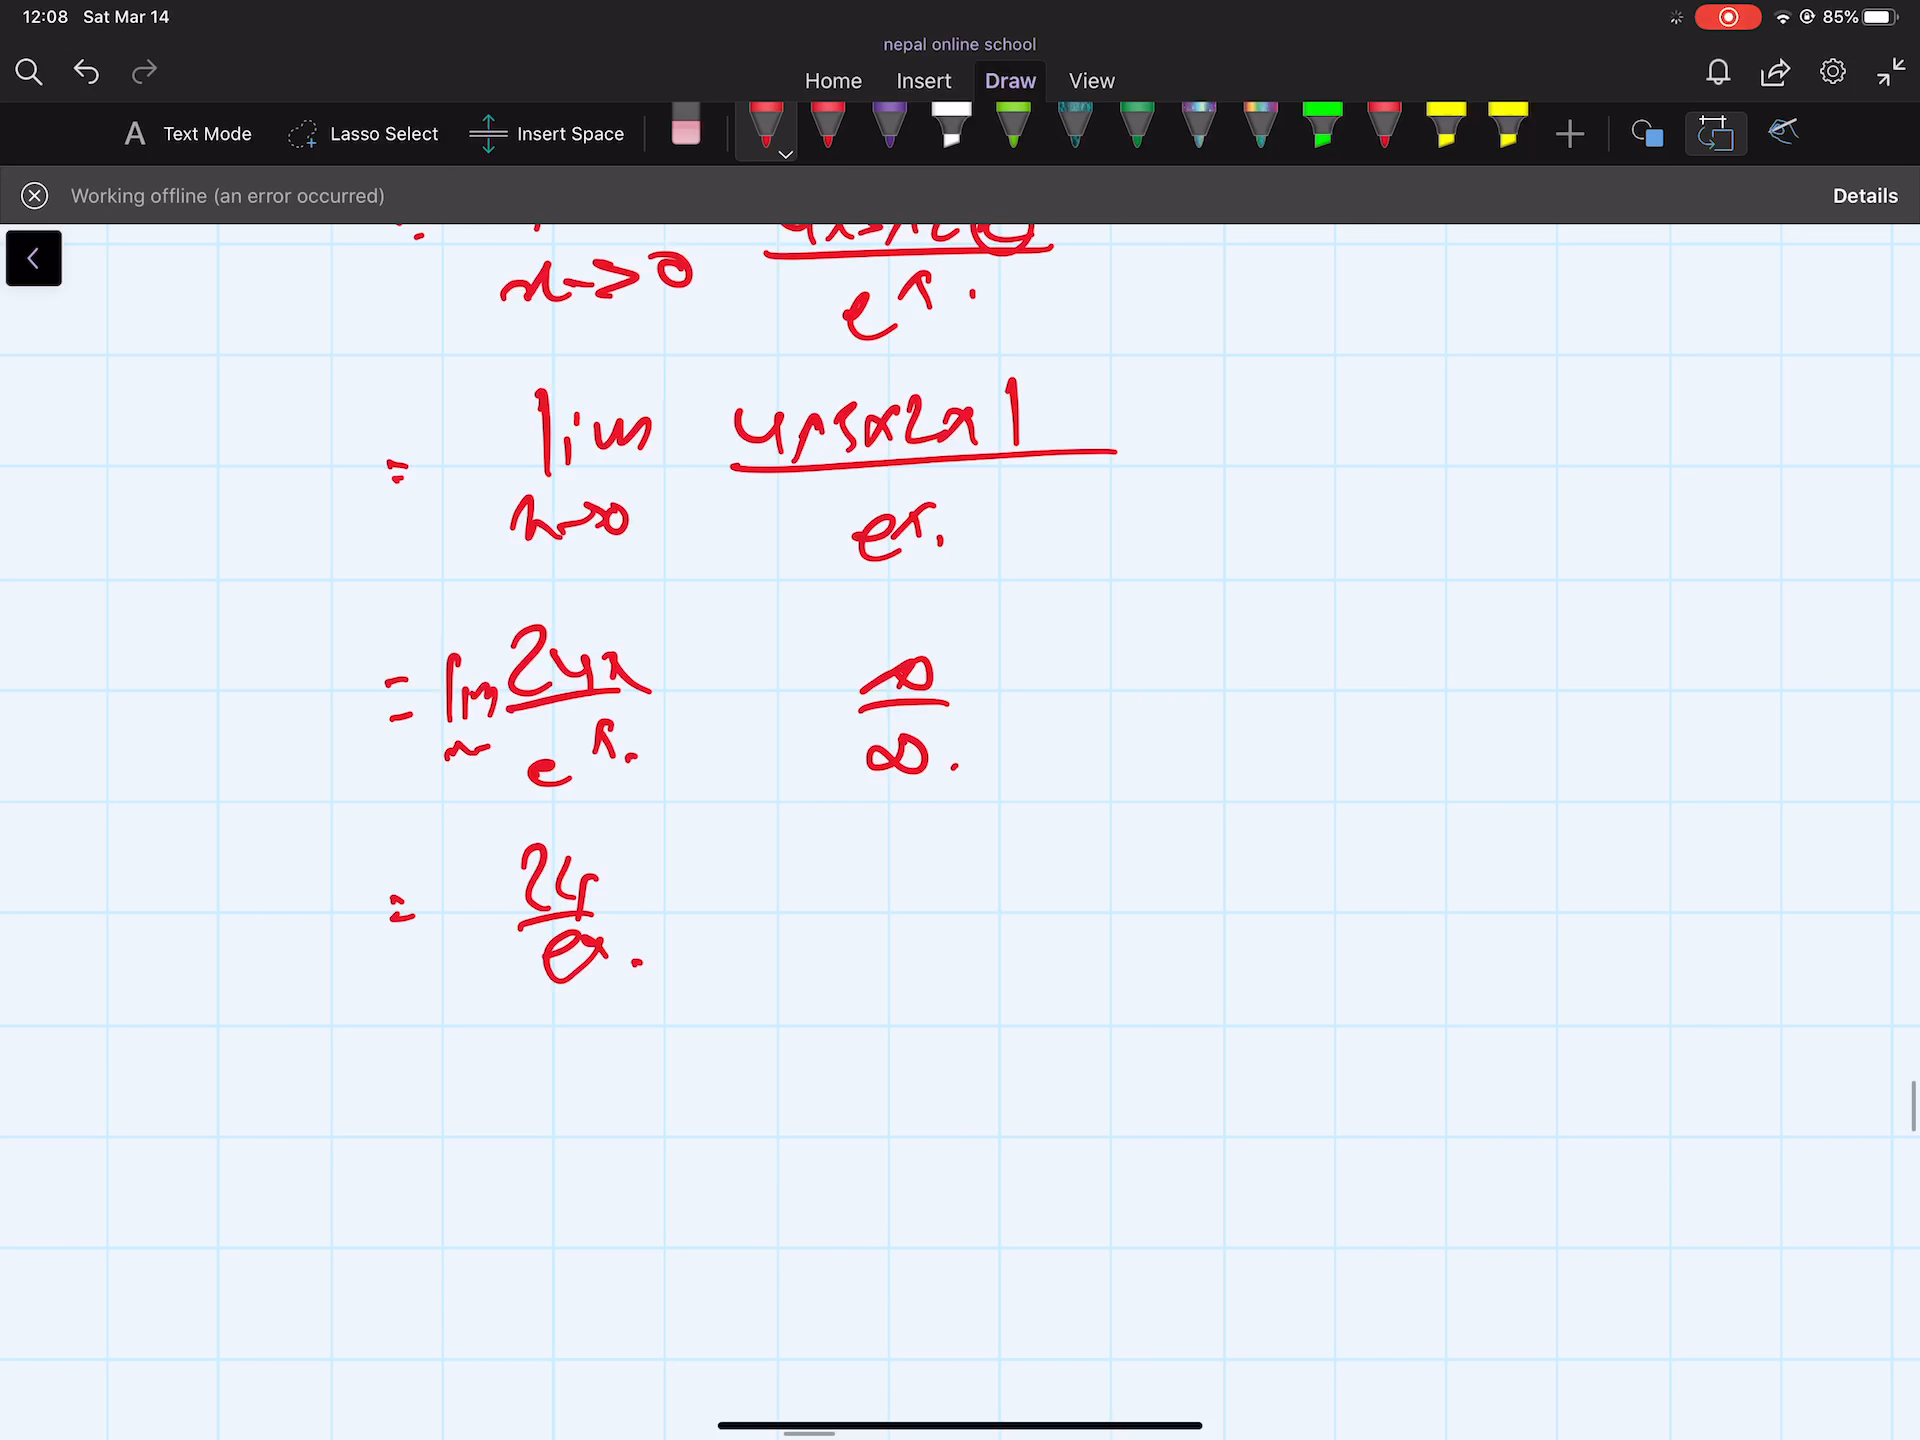 12:08 Sat Mar 14
85%
nepal online school
Home Insert Draw View
A Text Mode Lasso Select Insert Space
Working offline (an error occurred) Details
x->0
e^x.
= lim 4x3x2x1
x->0 e^x.
= lim 24x / e^x. ∞/∞.
= 24 / e^x.